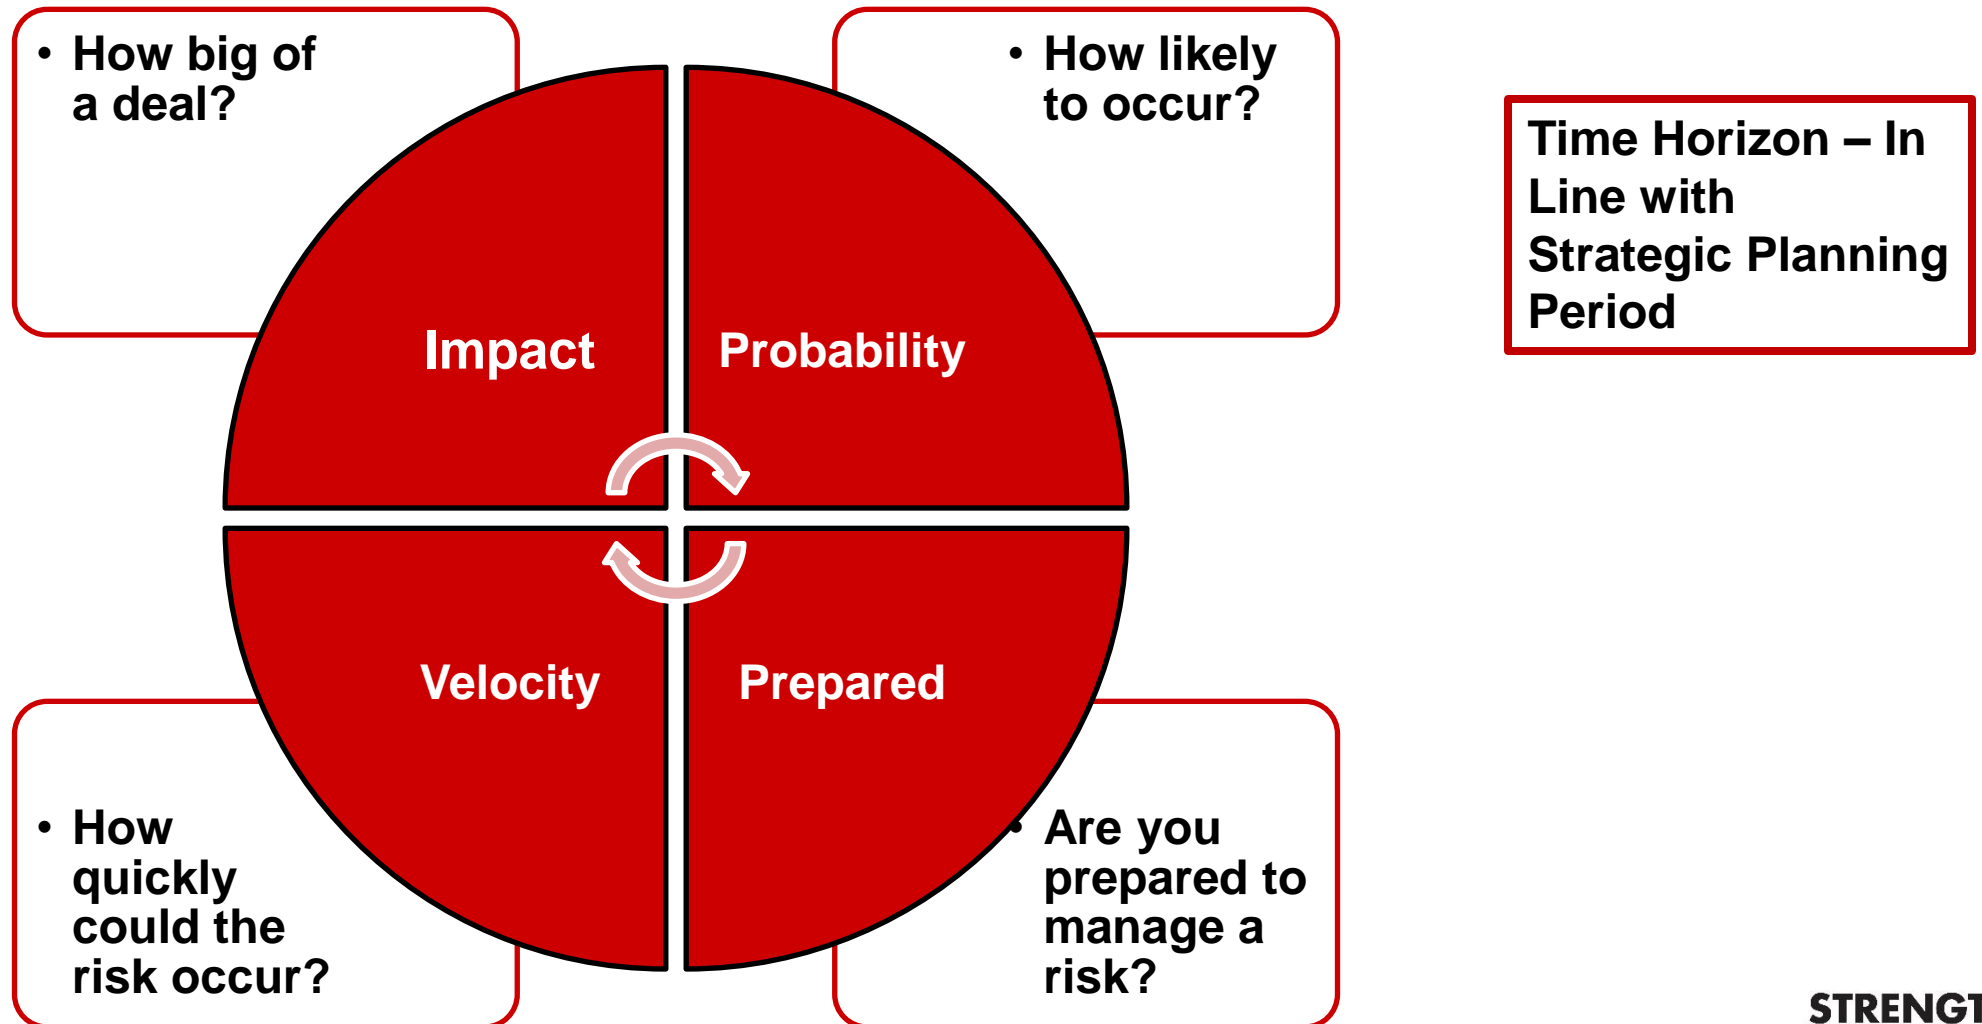 • How big of
a deal?
• How likely
to occur?
Time Horizon – In
Line with
Strategic Planning
Period
Impact
Probability
Velocity
Prepared
• How
quickly
could the
risk occur?
• Are you
prepared to
manage a
risk?
STRENGT